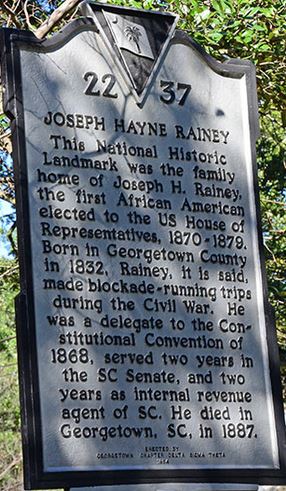 22 37
JOSEPH HAYNE RAINEY
This National Historic
Landmark was the family
home of Joseph H. Rainey,
the first African American
elected to the US House of
Representatives, 1870-1879.
Born in Georgetown County
in 1832, Rainey, it is said,
made blockade-running trips
during the Civil War. He
was a delegate to the Con-
stitutional Convention of
1868, served two years in
the SC Senate, and two
years as internal revenue
agent of SC. He died in
Georgetown, SC, in 1887.
ERECTED BY
GEORGETOWN CHAPTER DELTA SIGMA THETA